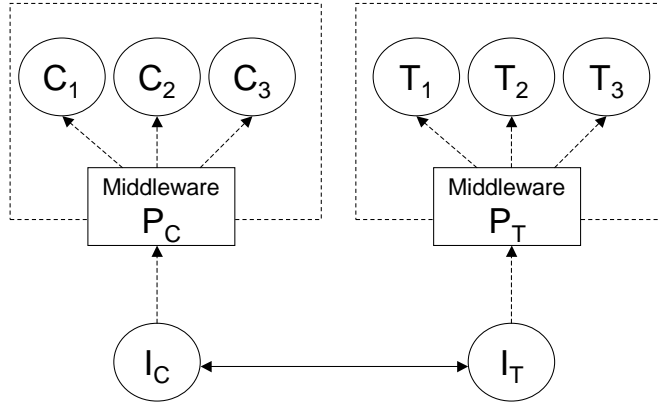 C1 C2 C3 T1 T2 T3
Middleware Middleware
PC PT
IC IT